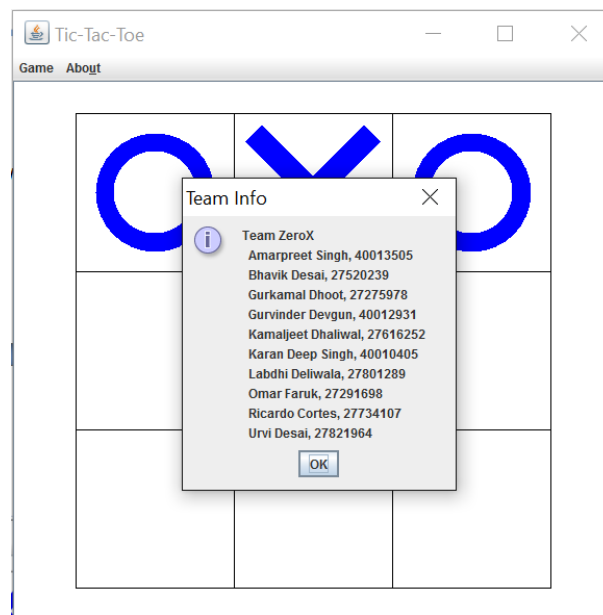 Tic-Tac-Toe
Game About
Team Info
Team ZeroX
Amarpreet Singh, 40013505
Bhavik Desai, 27520239
Gurkamal Dhoot, 27275978
Gurvinder Devgun, 40012931
Kamaljeet Dhaliwal, 27616252
Karan Deep Singh, 40010405
Labdhi Deliwala, 27801289
Omar Faruk, 27291698
Ricardo Cortes, 27734107
Urvi Desai, 27821964
OK